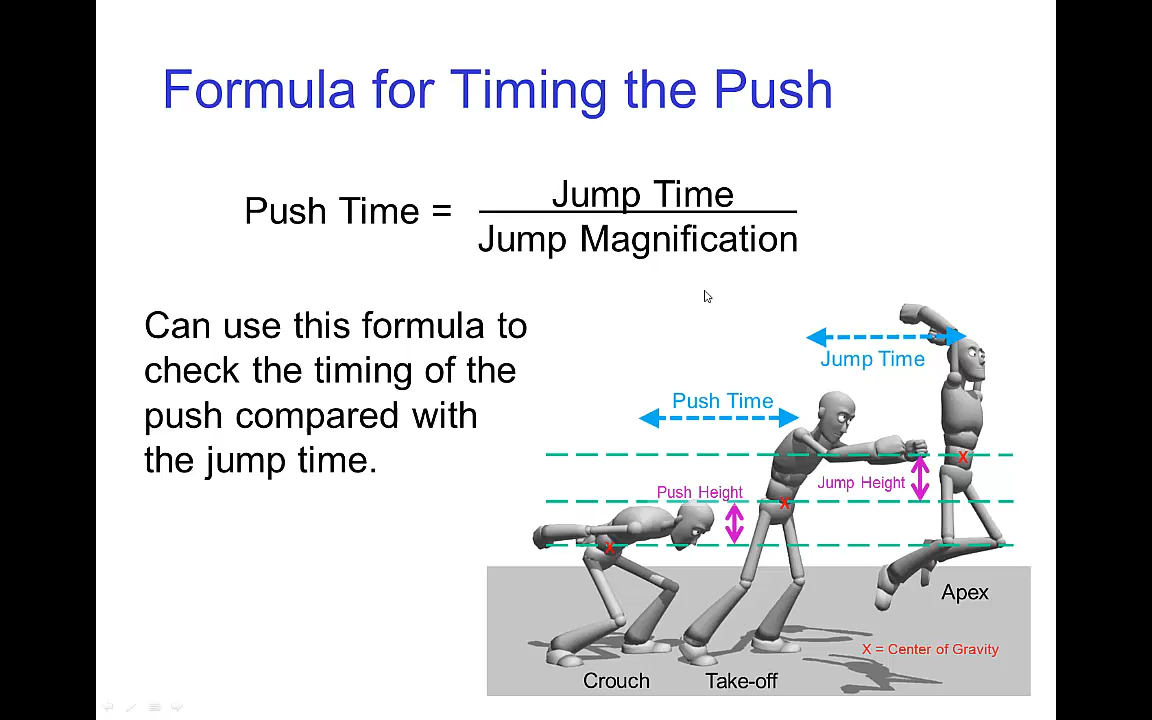 Formula for Timing the Push
Push Time = Jump Time
Jump Magnification
Can use this formula to
check the timing of the
push compared with
the jump time.
Jump Time
Push Time
Jump Height
Push Height
X
X
X
Apex
X = Center of Gravity
Crouch
Take-off